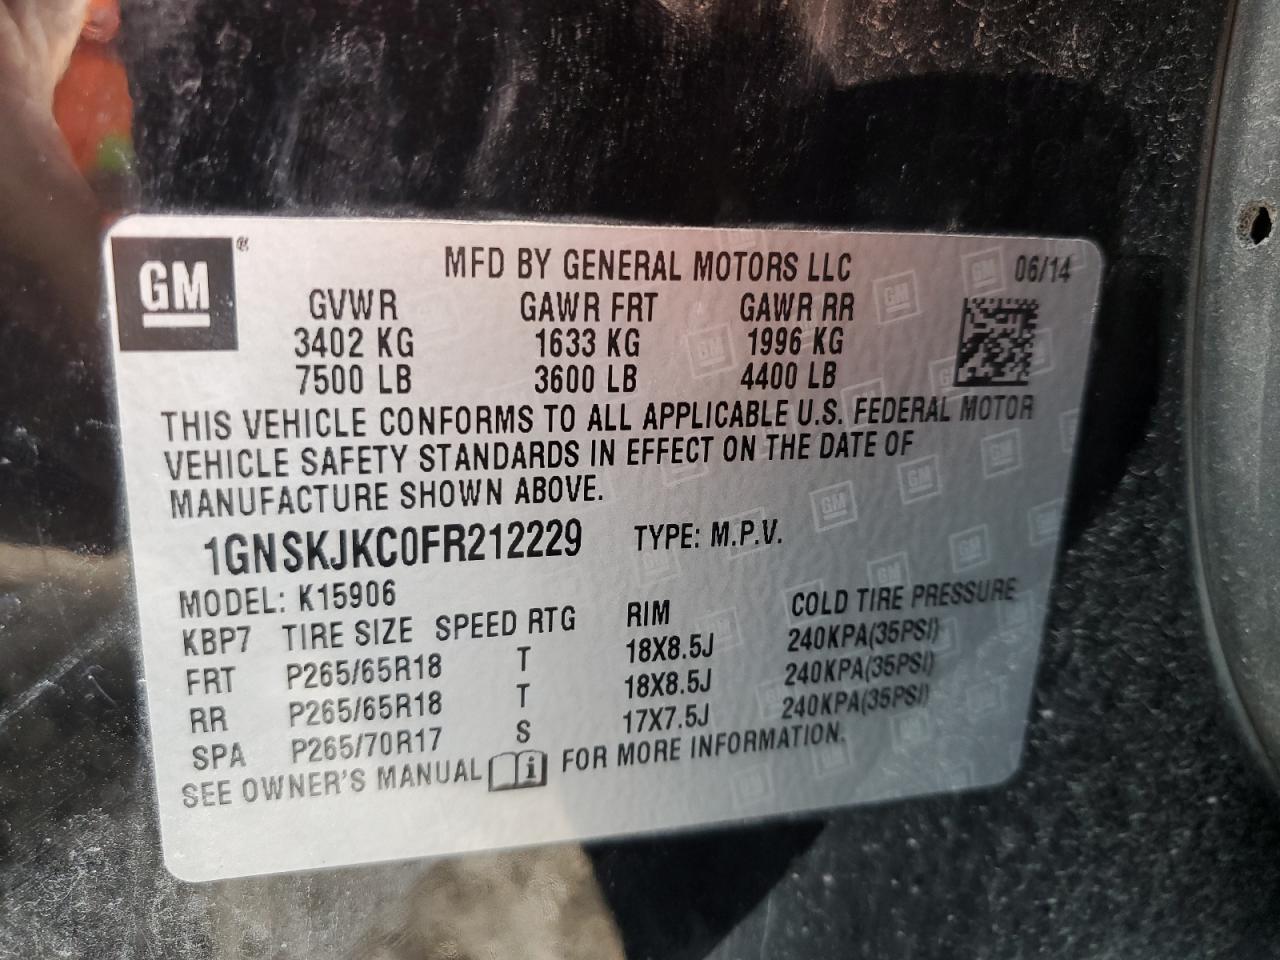 GM®
MFD BY GENERAL MOTORS LLC 06/14
GVWR GAWR FRT GAWR RR
3402 KG 1633 KG 1996 KG
7500 LB 3600 LB 4400 LB
THIS VEHICLE CONFORMS TO ALL APPLICABLE U.S. FEDERAL MOTOR
VEHICLE SAFETY STANDARDS IN EFFECT ON THE DATE OF
MANUFACTURE SHOWN ABOVE.
1GNSKJKC0FR212229 TYPE: M.P.V.
MODEL: K15906
KBP7 TIRE SIZE SPEED RTG RIM COLD TIRE PRESSURE
FRT P265/65R18 T 18X8.5J 240KPA(35PSI)
RR P265/65R18 T 18X8.5J 240KPA(35PSI)
SPA P265/70R17 S 17X7.5J 240KPA(35PSI)
SEE OWNER'S MANUAL i FOR MORE INFORMATION.